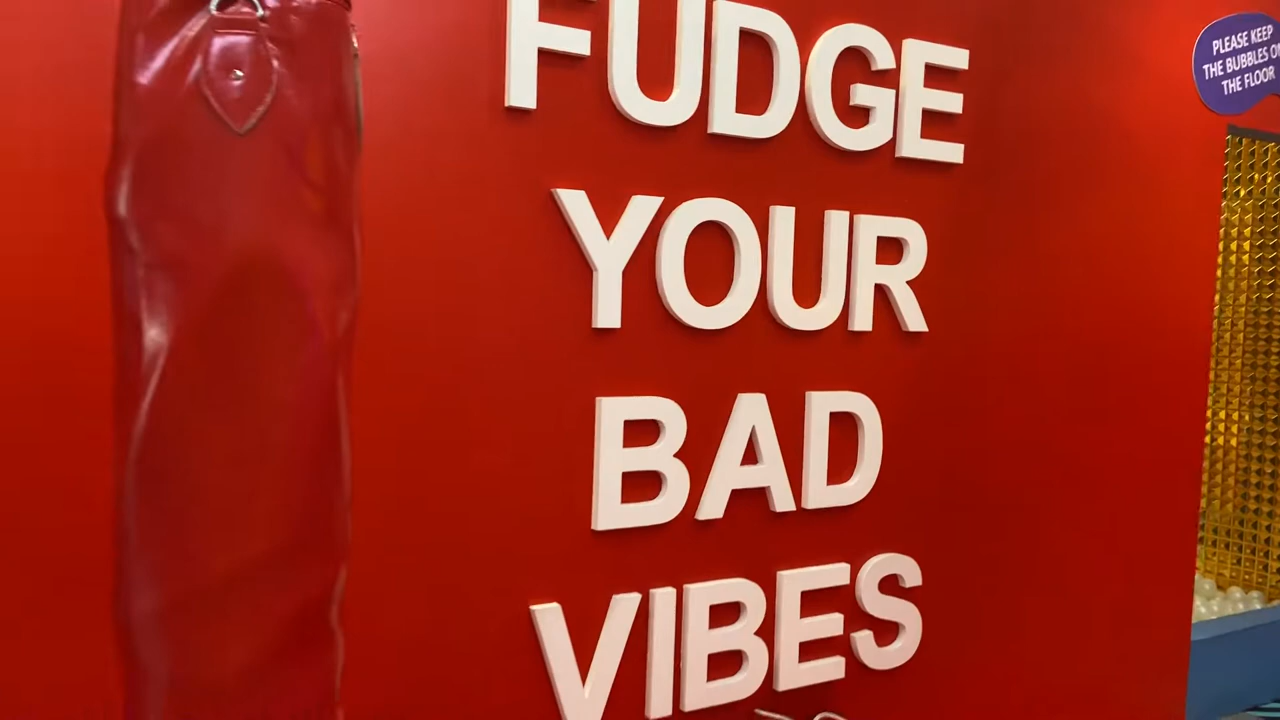 FUDGE
YOUR
BAD
VIBES
PLEASE KEEP
THE BUBBLES ON
THE FLOOR